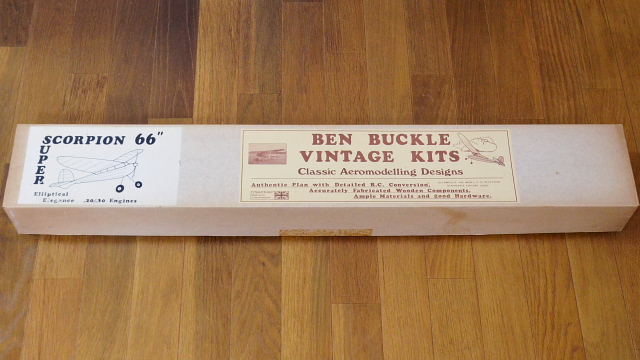 SCORPION 66"
SUPER
Elliptical
Elegance .20/30 Engines
BEN BUCKLE
VINTAGE KITS
Classic Aeromodelling Designs
Authentic Plan with Detailed R.C. Conversion,
Accurately Fabricated Wooden Components,
Ample Materials and good Hardware.